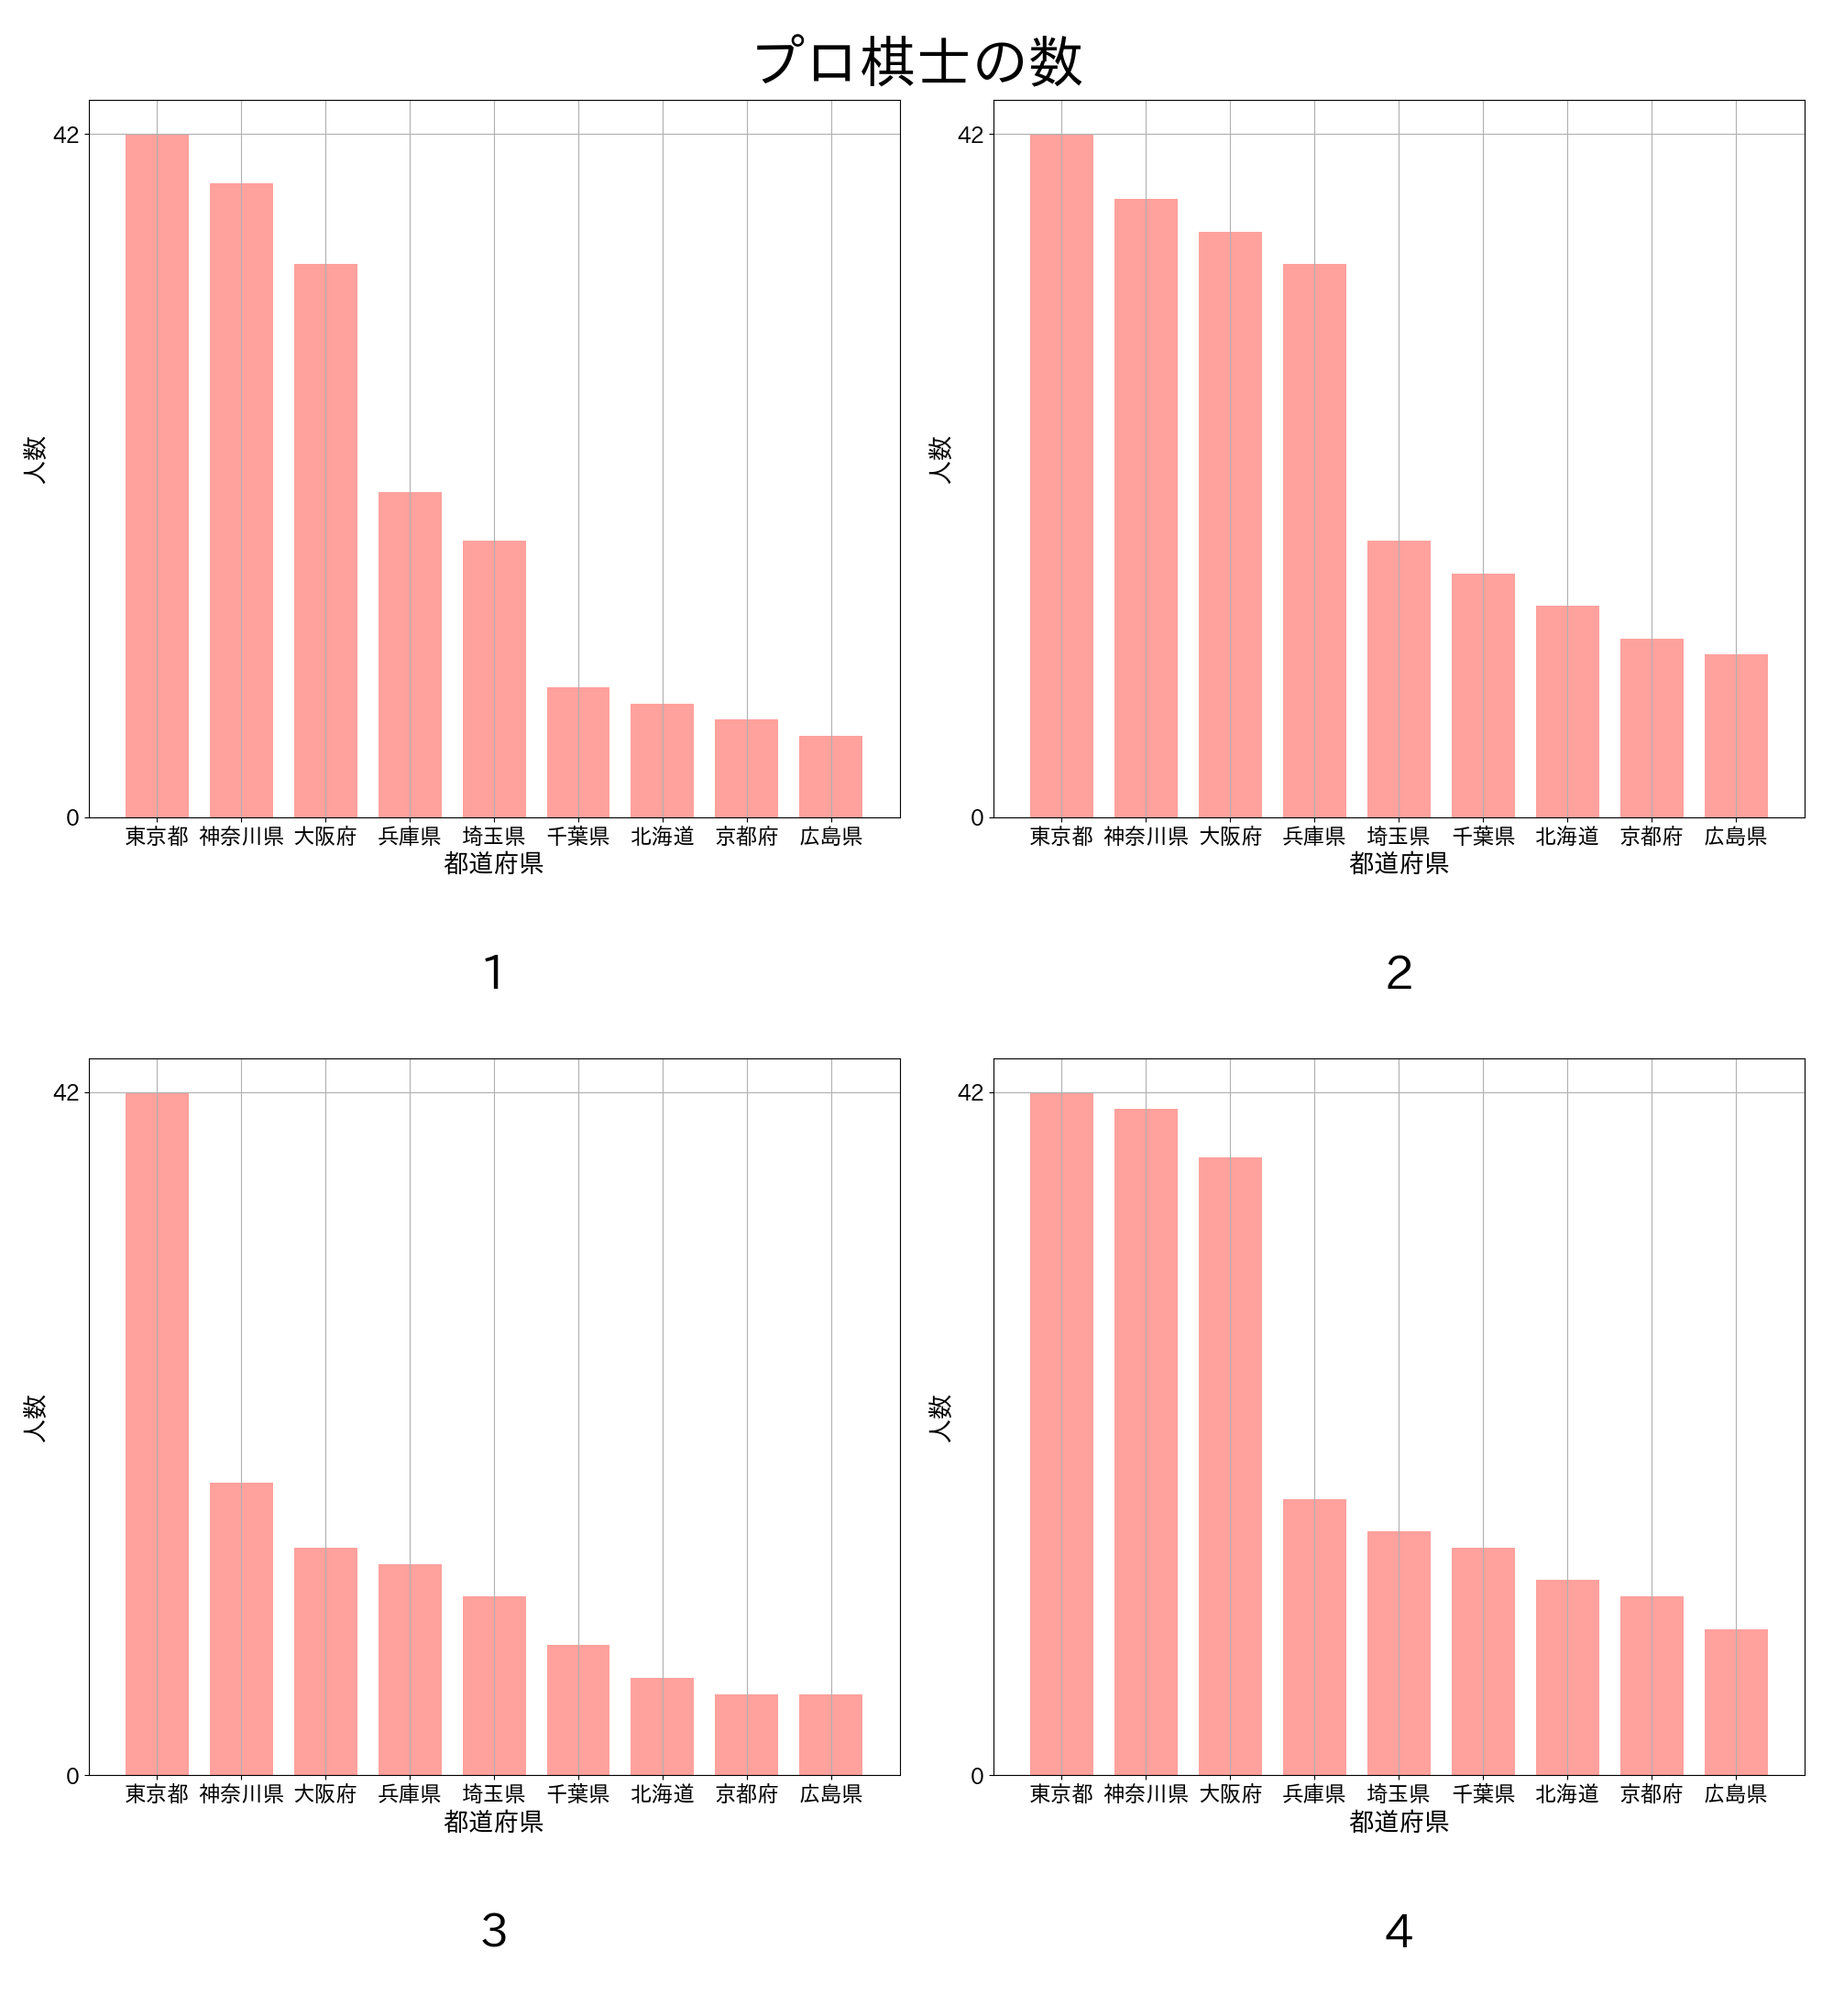 プロ棋士の数
42
0
人数
東京都 神奈川県 大阪府 兵庫県 埼玉県 千葉県 北海道 京都府 広島県
都道府県
1
42
0
人数
東京都 神奈川県 大阪府 兵庫県 埼玉県 千葉県 北海道 京都府 広島県
都道府県
2
42
0
人数
東京都 神奈川県 大阪府 兵庫県 埼玉県 千葉県 北海道 京都府 広島県
都道府県
3
42
0
人数
東京都 神奈川県 大阪府 兵庫県 埼玉県 千葉県 北海道 京都府 広島県
都道府県
4